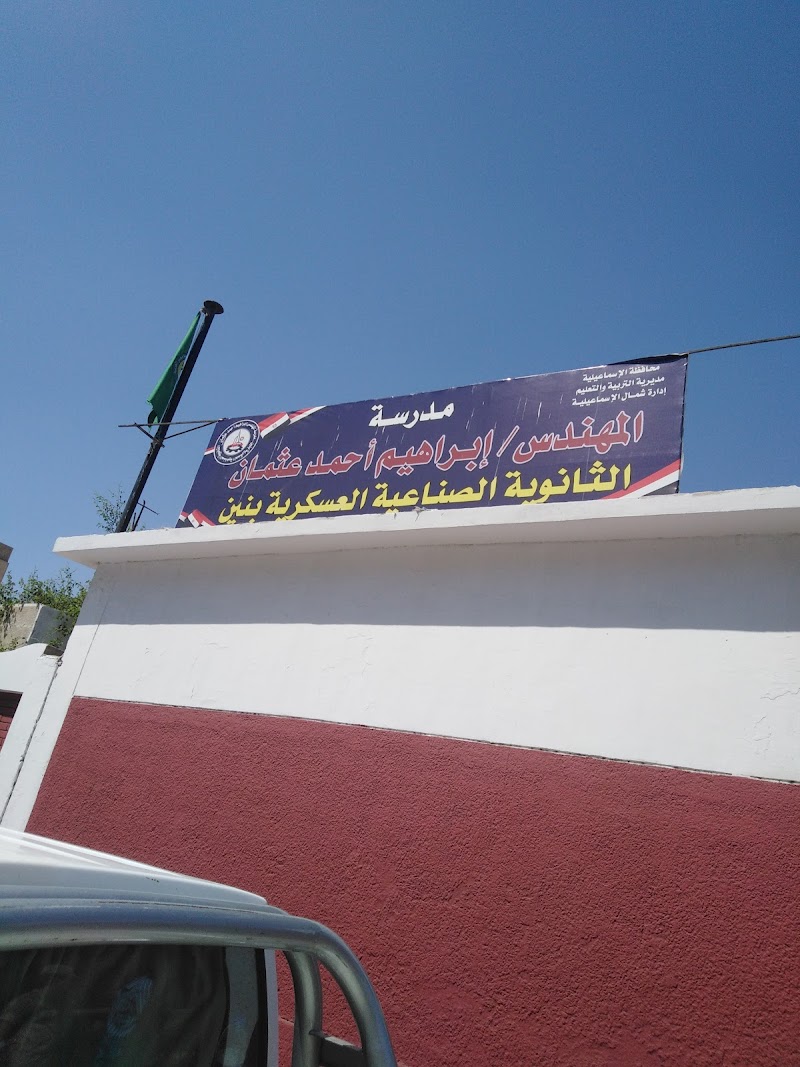 محافظة الإسماعيلية
مديرية التربية والتعليم
إدارة شمال الإسماعيلية
مدرسة
المهندس/ إبراهيم أحمد عثمان
الثانوية الصناعية العسكرية بنين